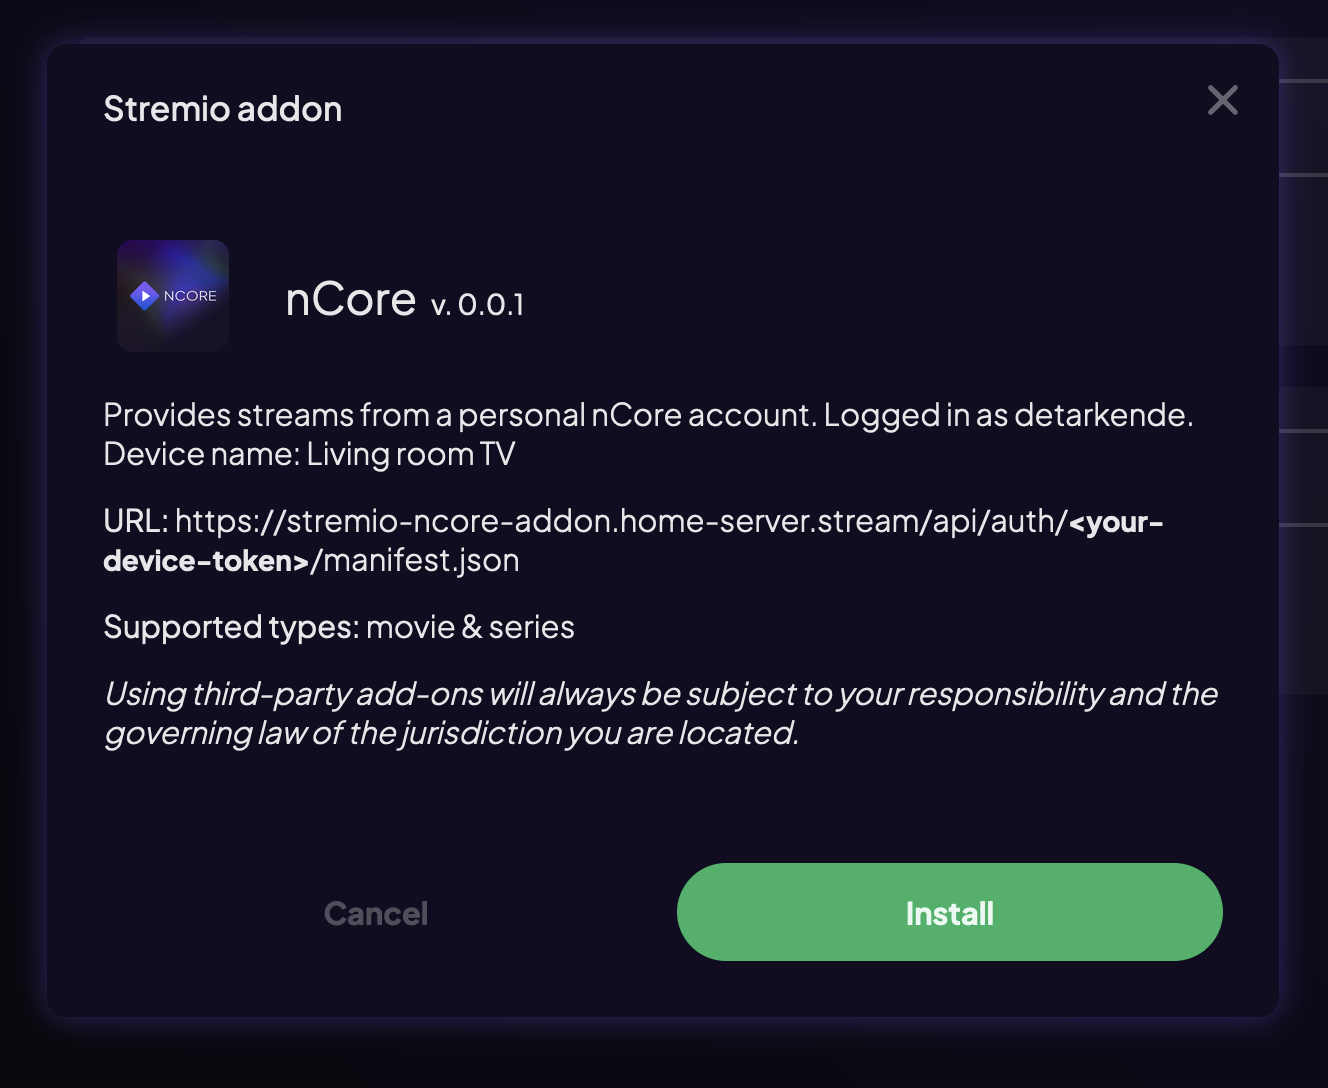 Stremio addon
NCORE
nCore v. 0.0.1
Provides streams from a personal nCore account. Logged in as detarkende.
Device name: Living room TV
URL: https://stremio-ncore-addon.home-server.stream/api/auth/<your-
device-token>/manifest.json
Supported types: movie & series
Using third-party add-ons will always be subject to your responsibility and the
governing law of the jurisdiction you are located.
Cancel
Install